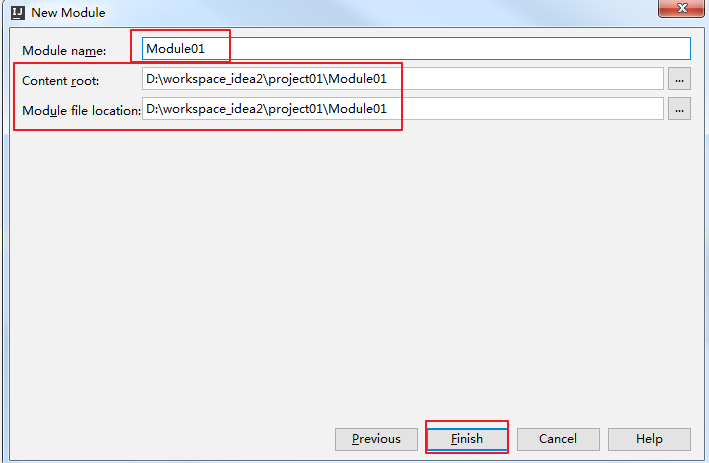 IJ New Module
Module name: Module01
Content root: D:\workspace_idea2\project01\Module01 ...
Module file location: D:\workspace_idea2\project01\Module01 ...
Previous Finish Cancel Help